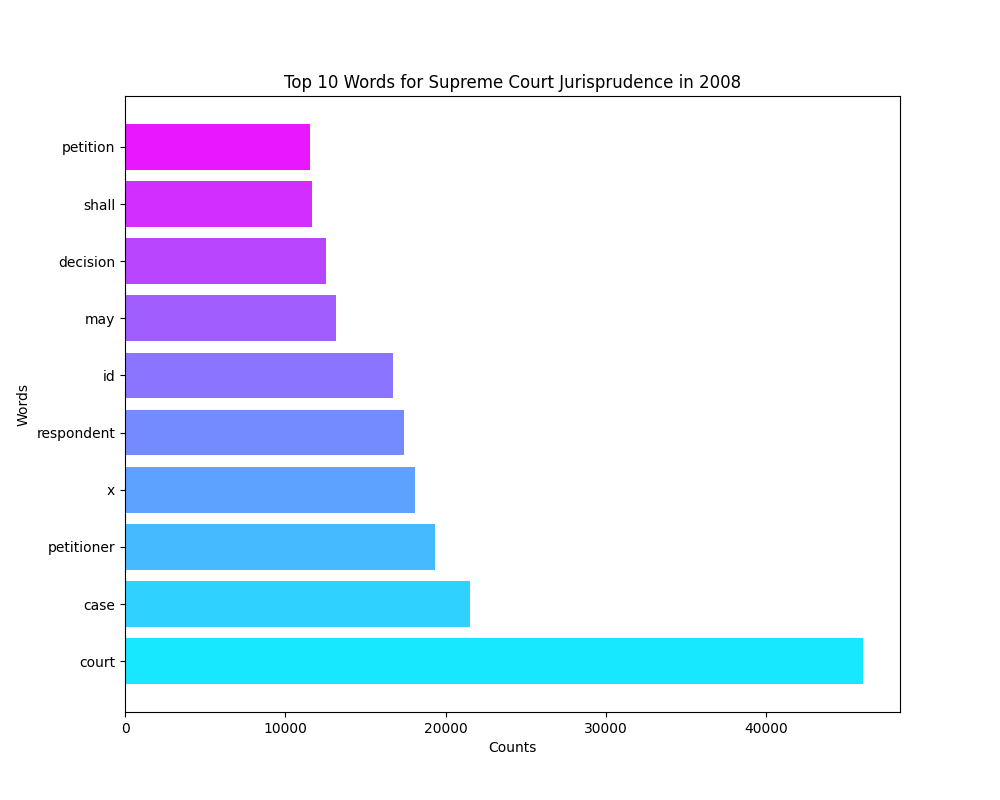 Top 10 Words for Supreme Court Jurisprudence in 2008
petition
shall
decision
may
id
respondent
x
petitioner
case
court
Words
0 10000 20000 30000 40000
Counts